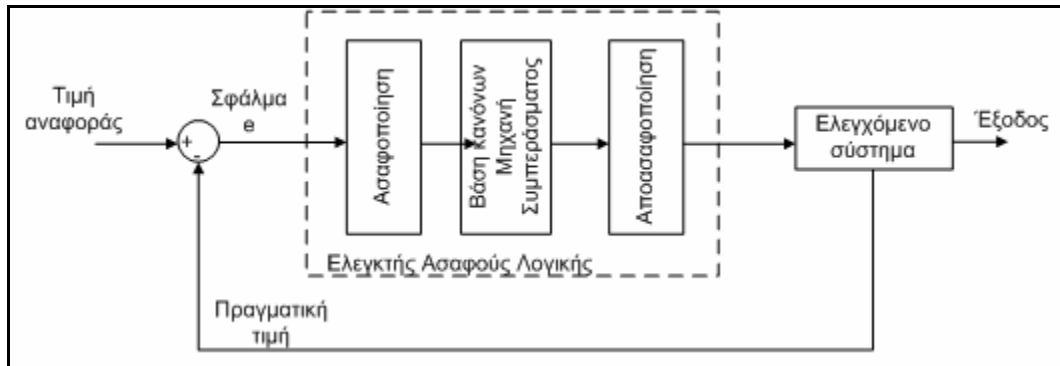 Τιμή
αναφοράς
+
-
Σφάλμα
e
Ασαφοποίηση
Βάση κανόνων
Μηχανή
Συμπεράσματος
Αποασαφοποίηση
Ελεγκτής Ασαφούς Λογικής
Ελεγχόμενο
σύστημα
Έξοδος
Πραγματική
τιμή